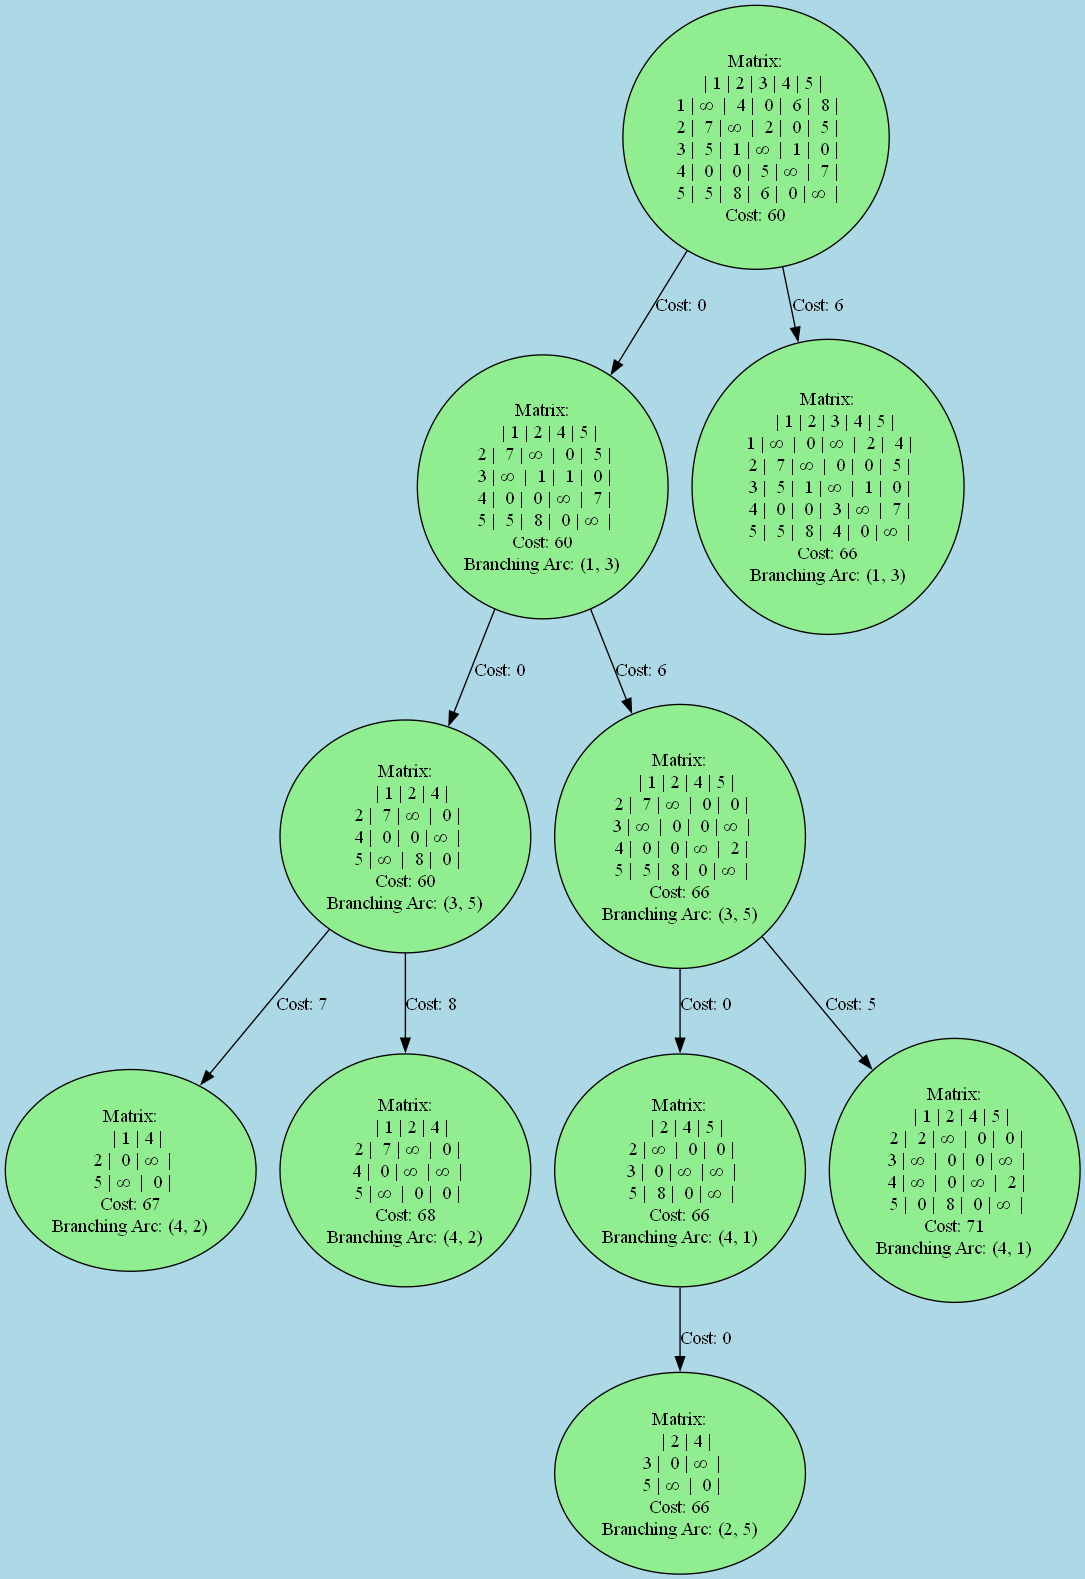 Matrix:
| 1 | 2 | 3 | 4 | 5 |
1 | ∞ | 4 | 0 | 6 | 8 |
2 | 7 | ∞ | 2 | 0 | 5 |
3 | 5 | 1 | ∞ | 1 | 0 |
4 | 0 | 0 | 5 | ∞ | 7 |
5 | 5 | 8 | 6 | 0 | ∞ |
Cost: 60
Cost: 0
Cost: 6
Matrix:
| 1 | 2 | 4 | 5 |
2 | 7 | ∞ | 0 | 5 |
3 | ∞ | 1 | 1 | 0 |
4 | 0 | 0 | ∞ | 7 |
5 | 5 | 8 | 0 | ∞ |
Cost: 60
Branching Arc: (1, 3)
Matrix:
| 1 | 2 | 3 | 4 | 5 |
1 | ∞ | 0 | ∞ | 2 | 4 |
2 | 7 | ∞ | 0 | 0 | 5 |
3 | 5 | 1 | ∞ | 1 | 0 |
4 | 0 | 0 | 3 | ∞ | 7 |
5 | 5 | 8 | 4 | 0 | ∞ |
Cost: 66
Branching Arc: (1, 3)
Cost: 0
Cost: 6
Matrix:
| 1 | 2 | 4 |
2 | 7 | ∞ | 0 |
4 | 0 | 0 | ∞ |
5 | ∞ | 8 | 0 |
Cost: 60
Branching Arc: (3, 5)
Matrix:
| 1 | 2 | 4 | 5 |
2 | 7 | ∞ | 0 | 0 |
3 | ∞ | 0 | 0 | ∞ |
4 | 0 | 0 | ∞ | 2 |
5 | 5 | 8 | 0 | ∞ |
Cost: 66
Branching Arc: (3, 5)
Cost: 7
Cost: 8
Cost: 0
Cost: 5
Matrix:
| 1 | 4 |
2 | 0 | ∞ |
5 | ∞ | 0 |
Cost: 67
Branching Arc: (4, 2)
Matrix:
| 1 | 2 | 4 |
2 | 7 | ∞ | 0 |
4 | 0 | ∞ | ∞ |
5 | ∞ | 0 | 0 |
Cost: 68
Branching Arc: (4, 2)
Matrix:
| 2 | 4 | 5 |
2 | ∞ | 0 | 0 |
3 | 0 | ∞ | ∞ |
5 | 8 | 0 | ∞ |
Cost: 66
Branching Arc: (4, 1)
Matrix:
| 1 | 2 | 4 | 5 |
2 | 2 | ∞ | 0 | 0 |
3 | ∞ | 0 | 0 | ∞ |
4 | ∞ | 0 | ∞ | 2 |
5 | 0 | 8 | 0 | ∞ |
Cost: 71
Branching Arc: (4, 1)
Cost: 0
Matrix:
| 2 | 4 |
3 | 0 | ∞ |
5 | ∞ | 0 |
Cost: 66
Branching Arc: (2, 5)